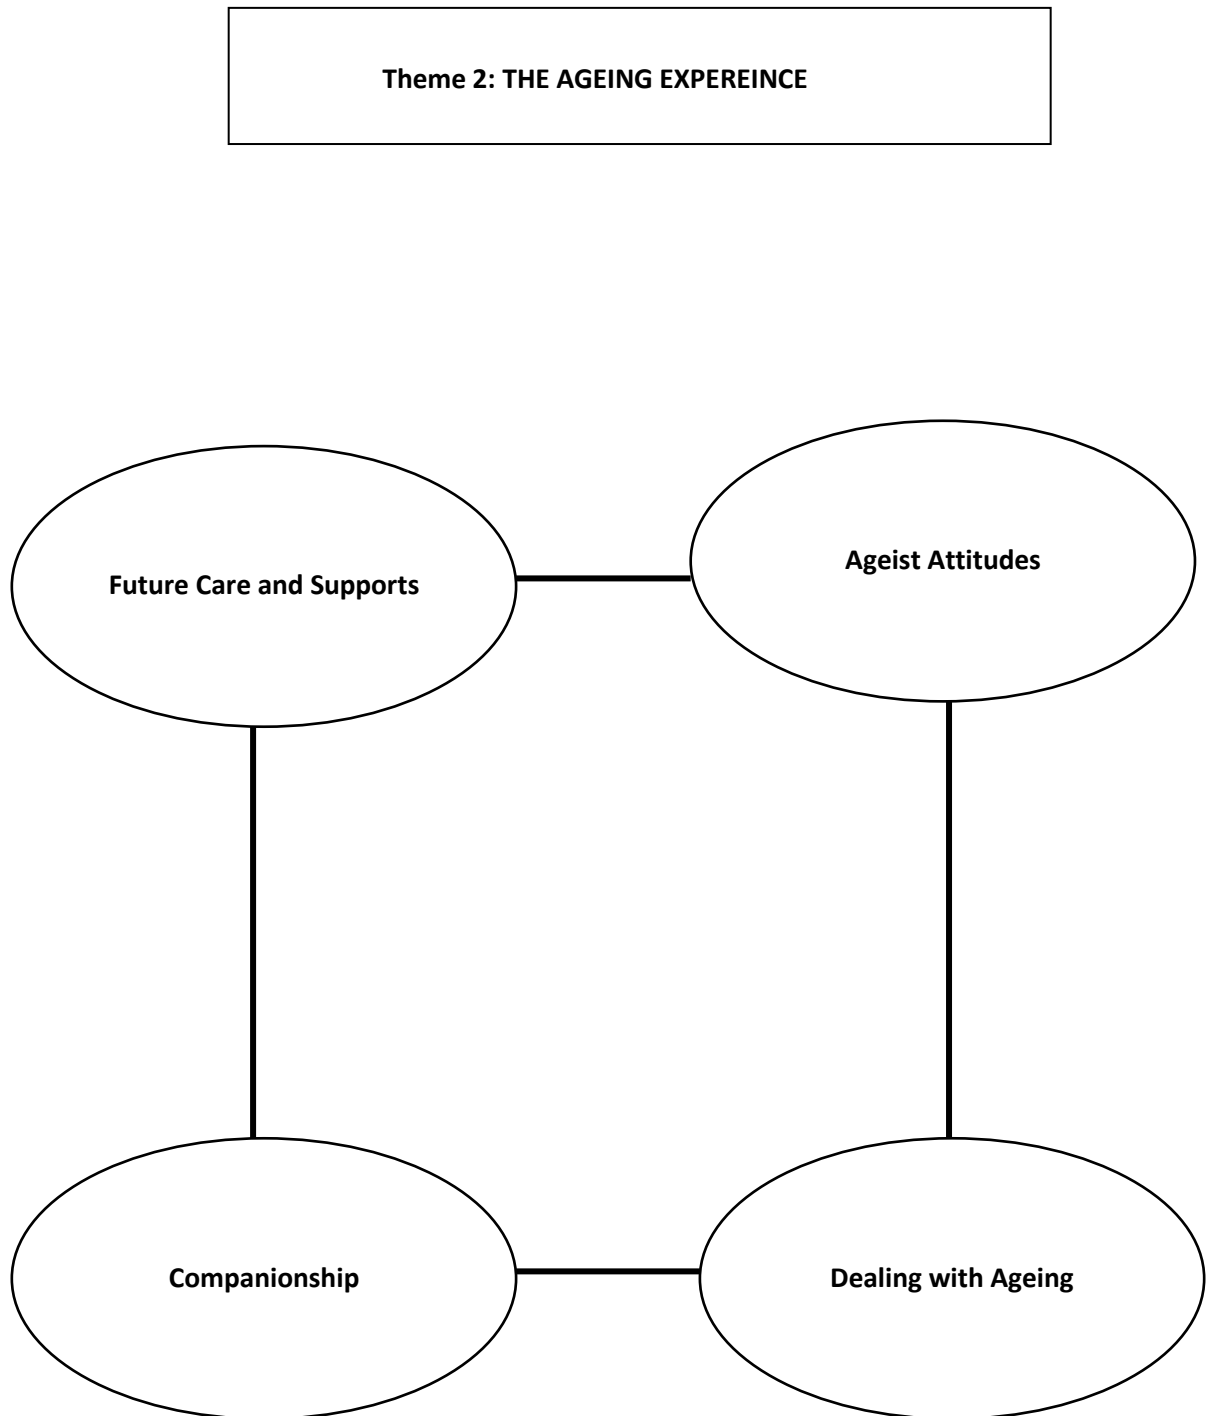 Theme 2: THE AGEING EXPEREINCE
Future Care and Supports
Ageist Attitudes
Companionship
Dealing with Ageing